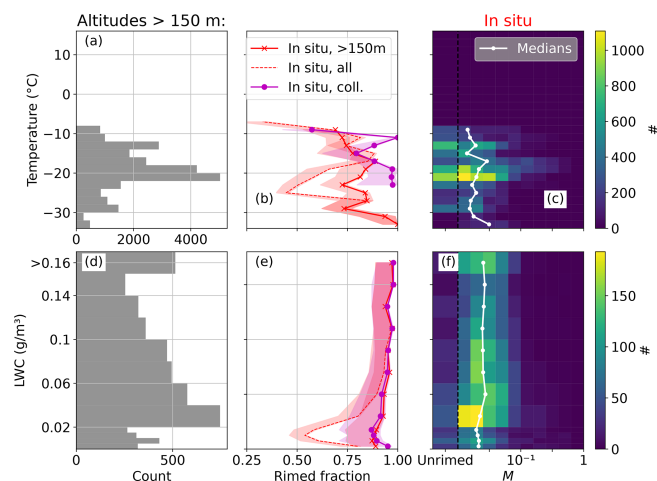 Altitudes > 150 m:
In situ
(a)
In situ, >150m
In situ, all
In situ, coll.
Medians
Temperature (°C)
10
0
−10
−20
−30
(b)
(c)
1000
800
600
400
200
0
#
0
2000
4000
(d)
(e)
(f)
LWC (g/m³)
>0.16
0.14
0.1
0.06
0.02
150
100
50
0
#
0
500
Count
0.25
0.50
0.75
1.00
Rimed fraction
Unrimed
10⁻¹
1
M